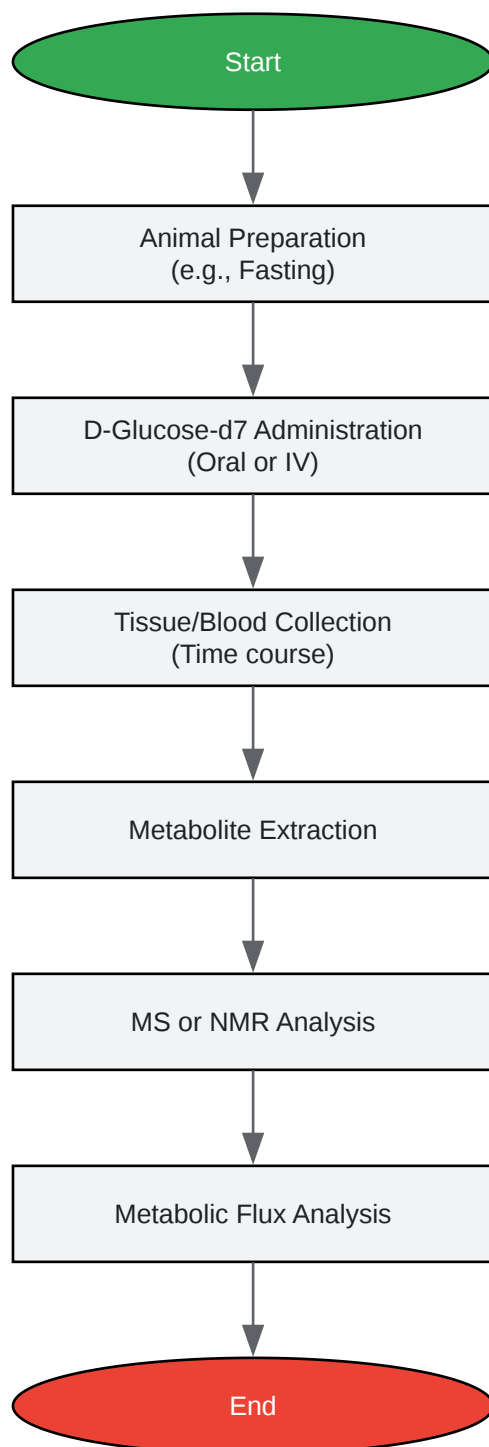 Start
Animal Preparation
(e.g., Fasting)
D-Glucose-d7 Administration
(Oral or IV)
Tissue/Blood Collection
(Time course)
Metabolite Extraction
MS or NMR Analysis
Metabolic Flux Analysis
End